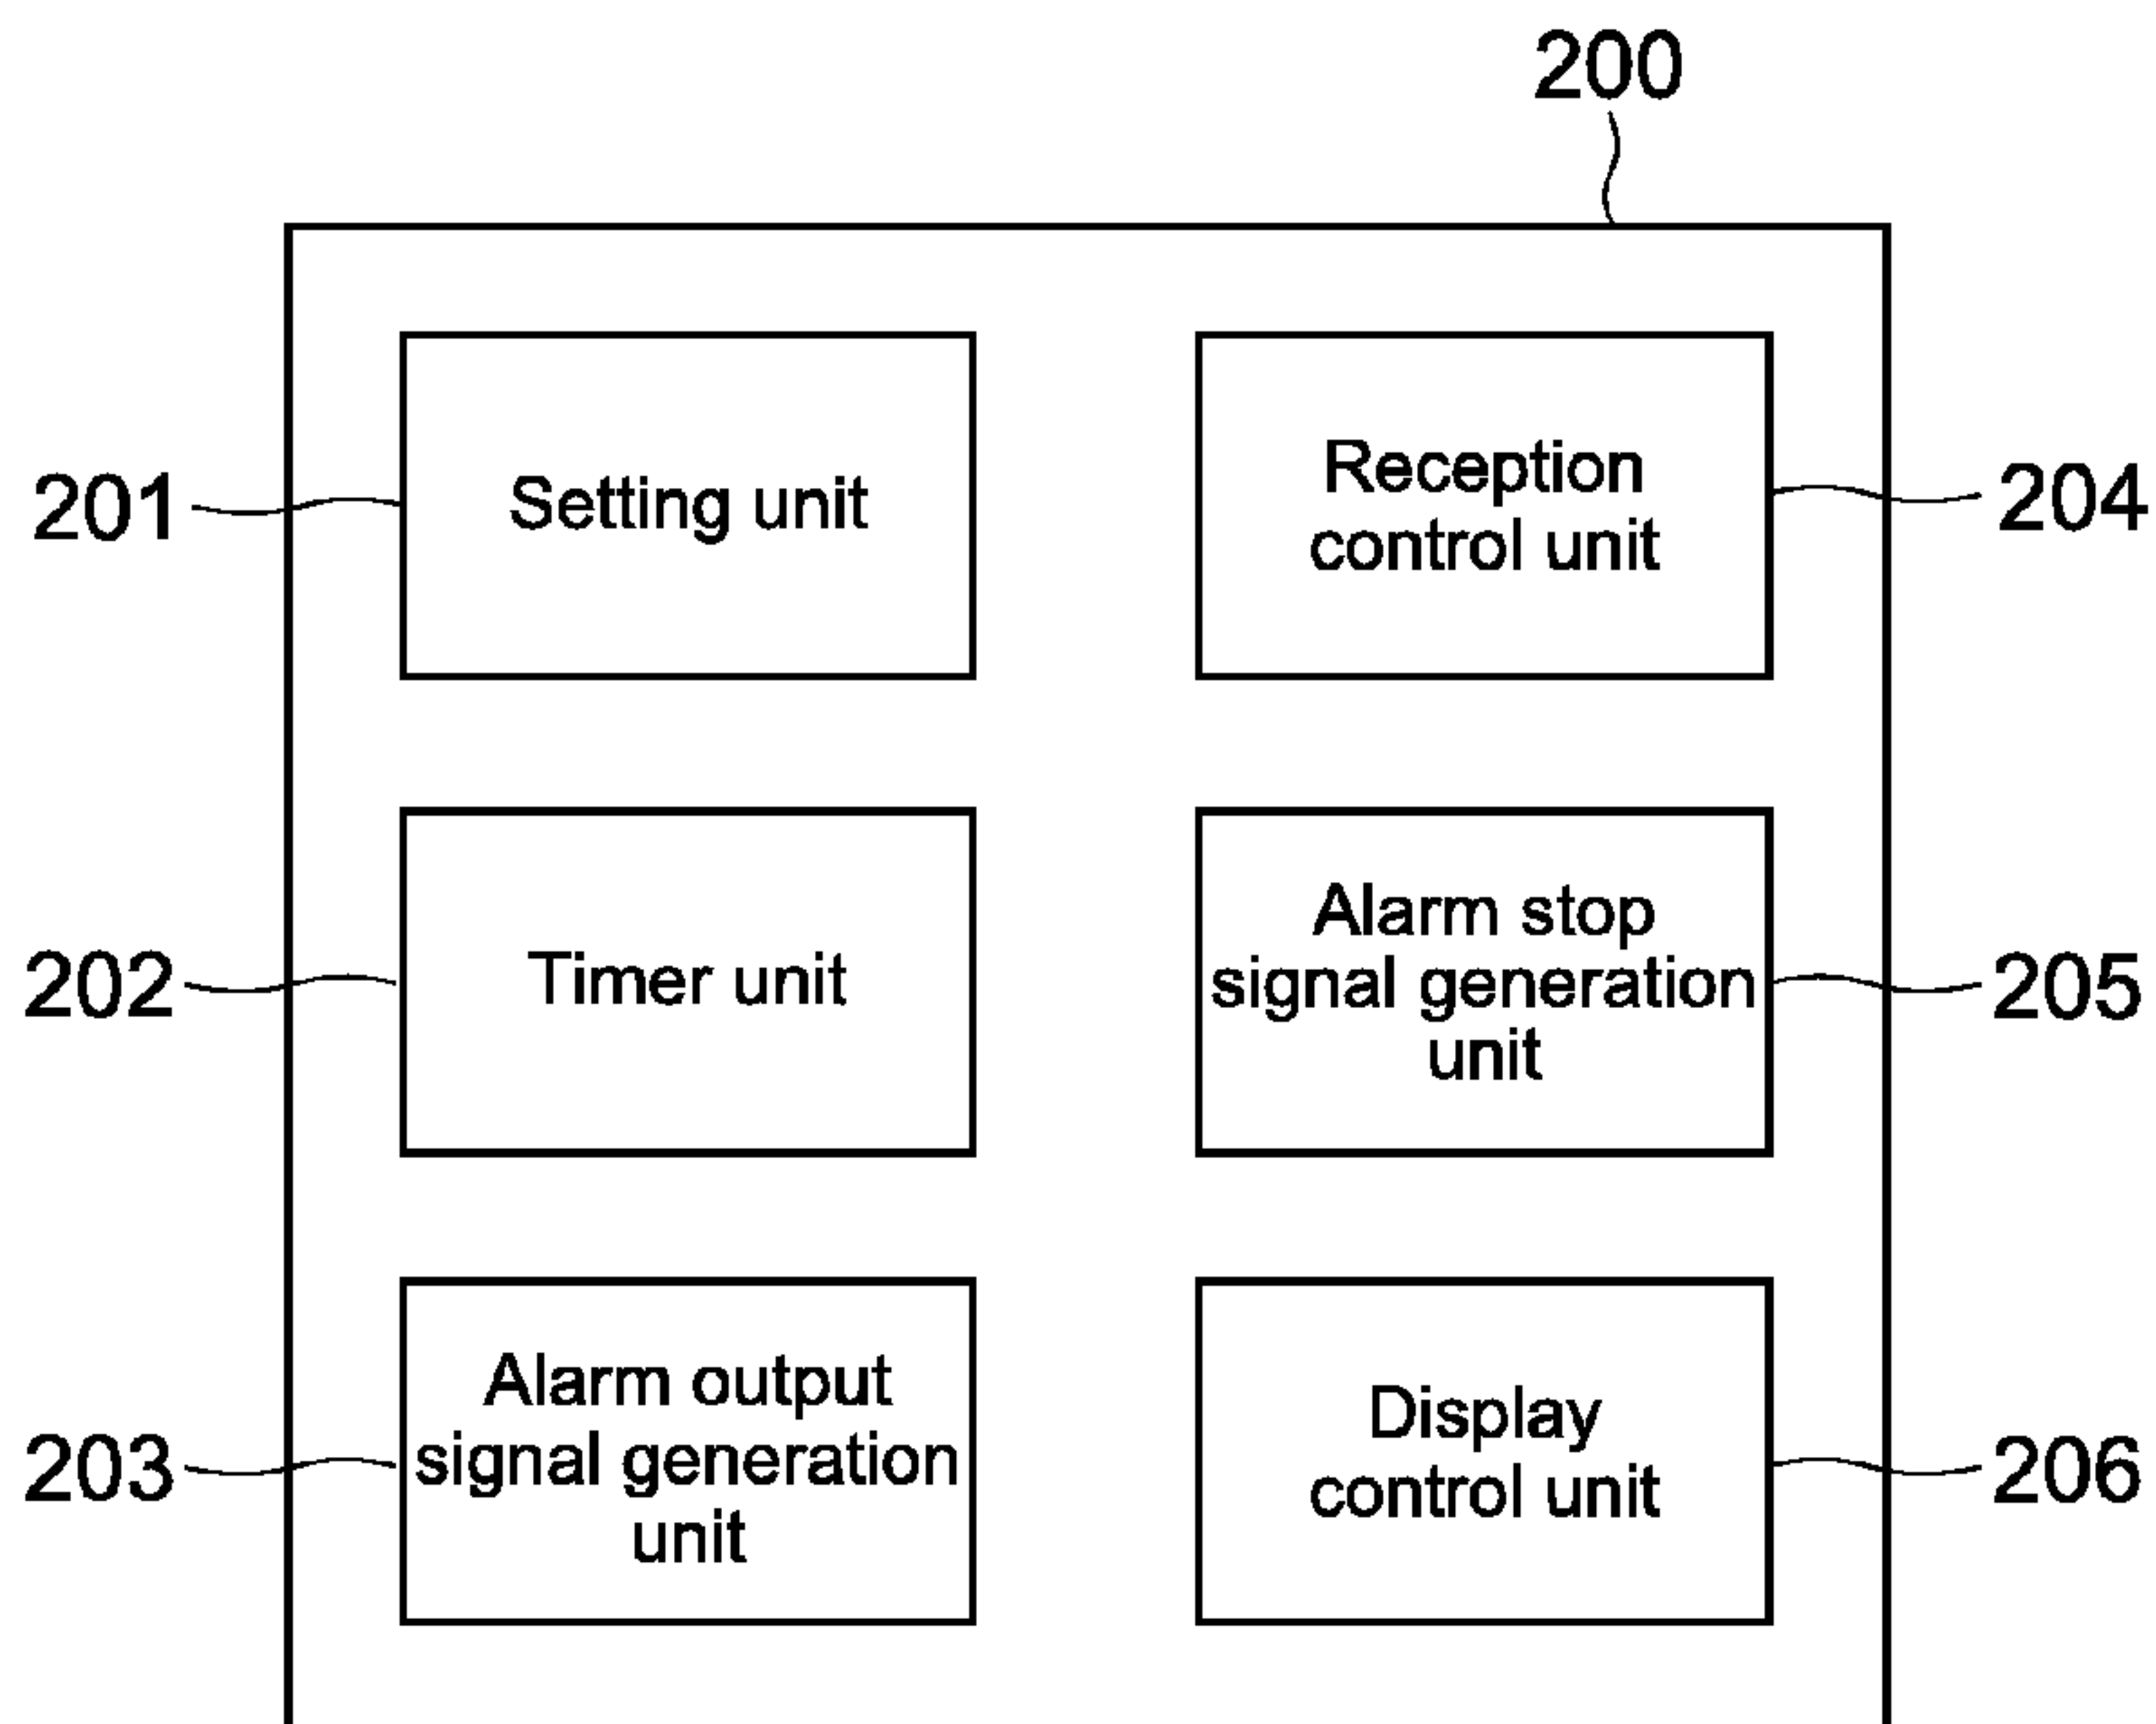 200
201
Setting unit
Reception
control unit
204
202
Timer unit
Alarm stop
signal generation
unit
205
203
Alarm output
signal generation
unit
Display
control unit
206